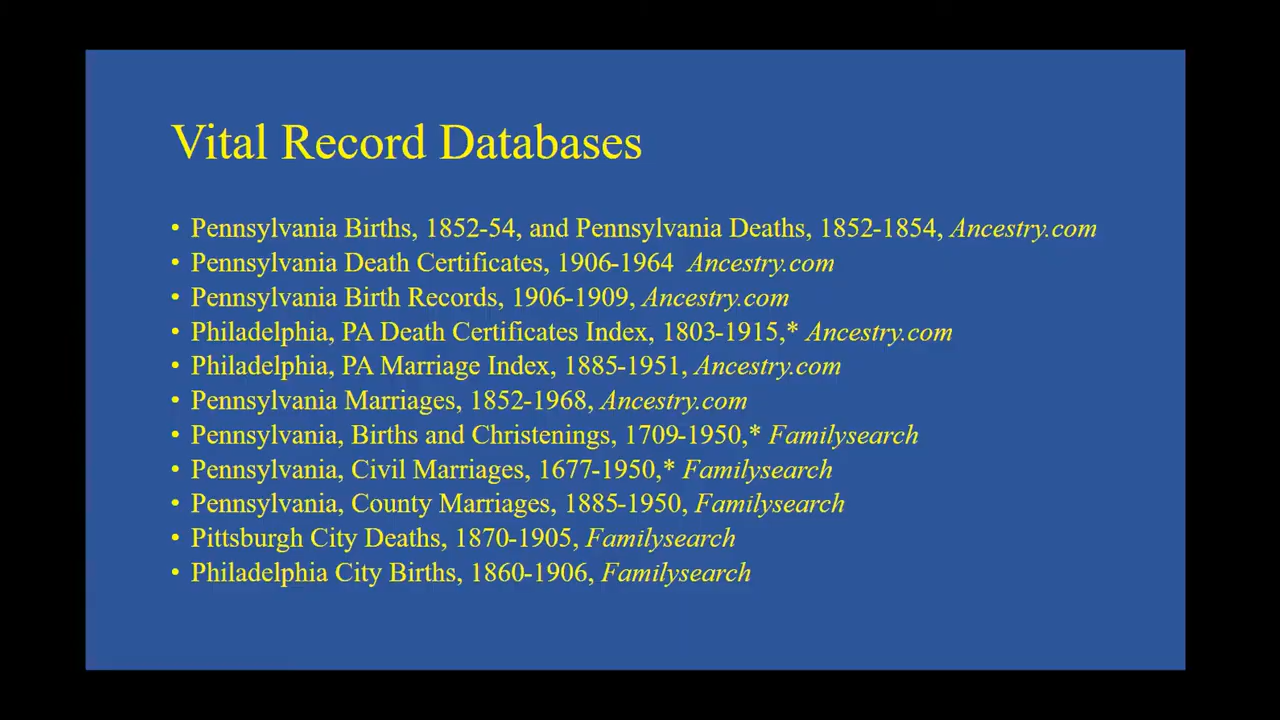 Vital Record Databases
• Pennsylvania Births, 1852-54, and Pennsylvania Deaths, 1852-1854, Ancestry.com
• Pennsylvania Death Certificates, 1906-1964 Ancestry.com
• Pennsylvania Birth Records, 1906-1909, Ancestry.com
• Philadelphia, PA Death Certificates Index, 1803-1915,* Ancestry.com
• Philadelphia, PA Marriage Index, 1885-1951, Ancestry.com
• Pennsylvania Marriages, 1852-1968, Ancestry.com
• Pennsylvania, Births and Christenings, 1709-1950,* Familysearch
• Pennsylvania, Civil Marriages, 1677-1950,* Familysearch
• Pennsylvania, County Marriages, 1885-1950, Familysearch
• Pittsburgh City Deaths, 1870-1905, Familysearch
• Philadelphia City Births, 1860-1906, Familysearch